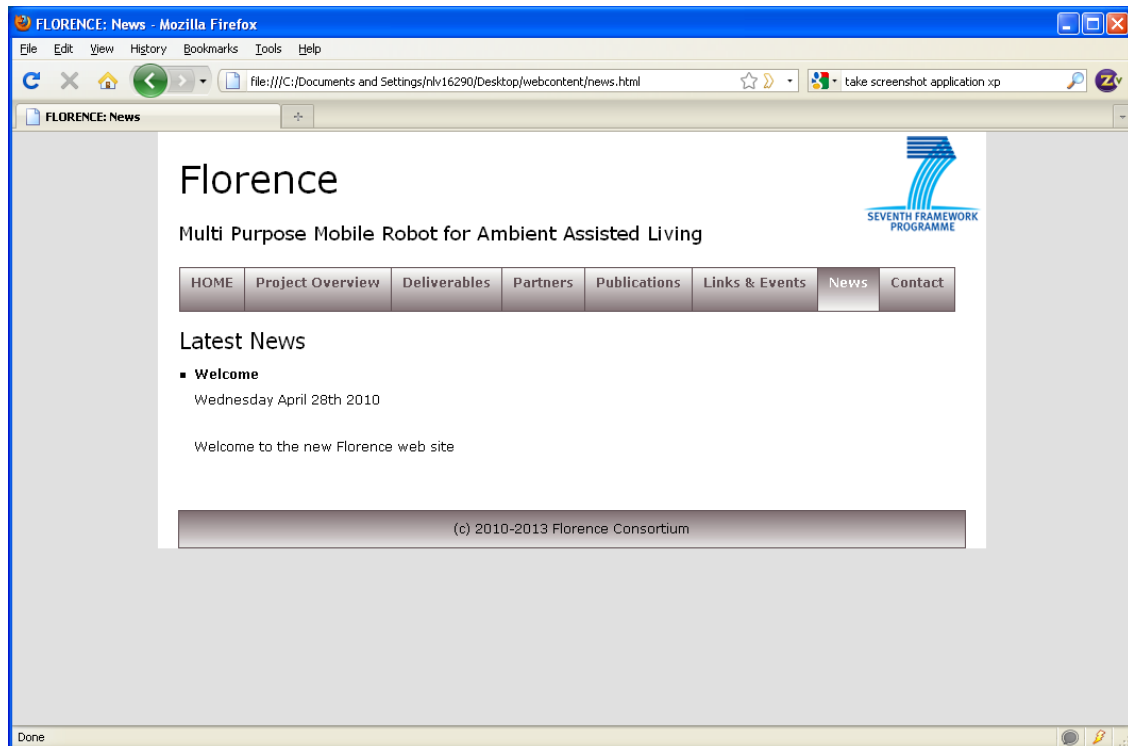 FLORENCE: News - Mozilla Firefox
File Edit View History Bookmarks Tools Help
file:///C:/Documents and Settings/nlv16290/Desktop/webcontent/news.html take screenshot application xp
FLORENCE: News
Florence
7
SEVENTH FRAMEWORK
PROGRAMME
Multi Purpose Mobile Robot for Ambient Assisted Living
HOME Project Overview Deliverables Partners Publications Links & Events News Contact
Latest News
Welcome
Wednesday April 28th 2010
Welcome to the new Florence web site
(c) 2010-2013 Florence Consortium
Done